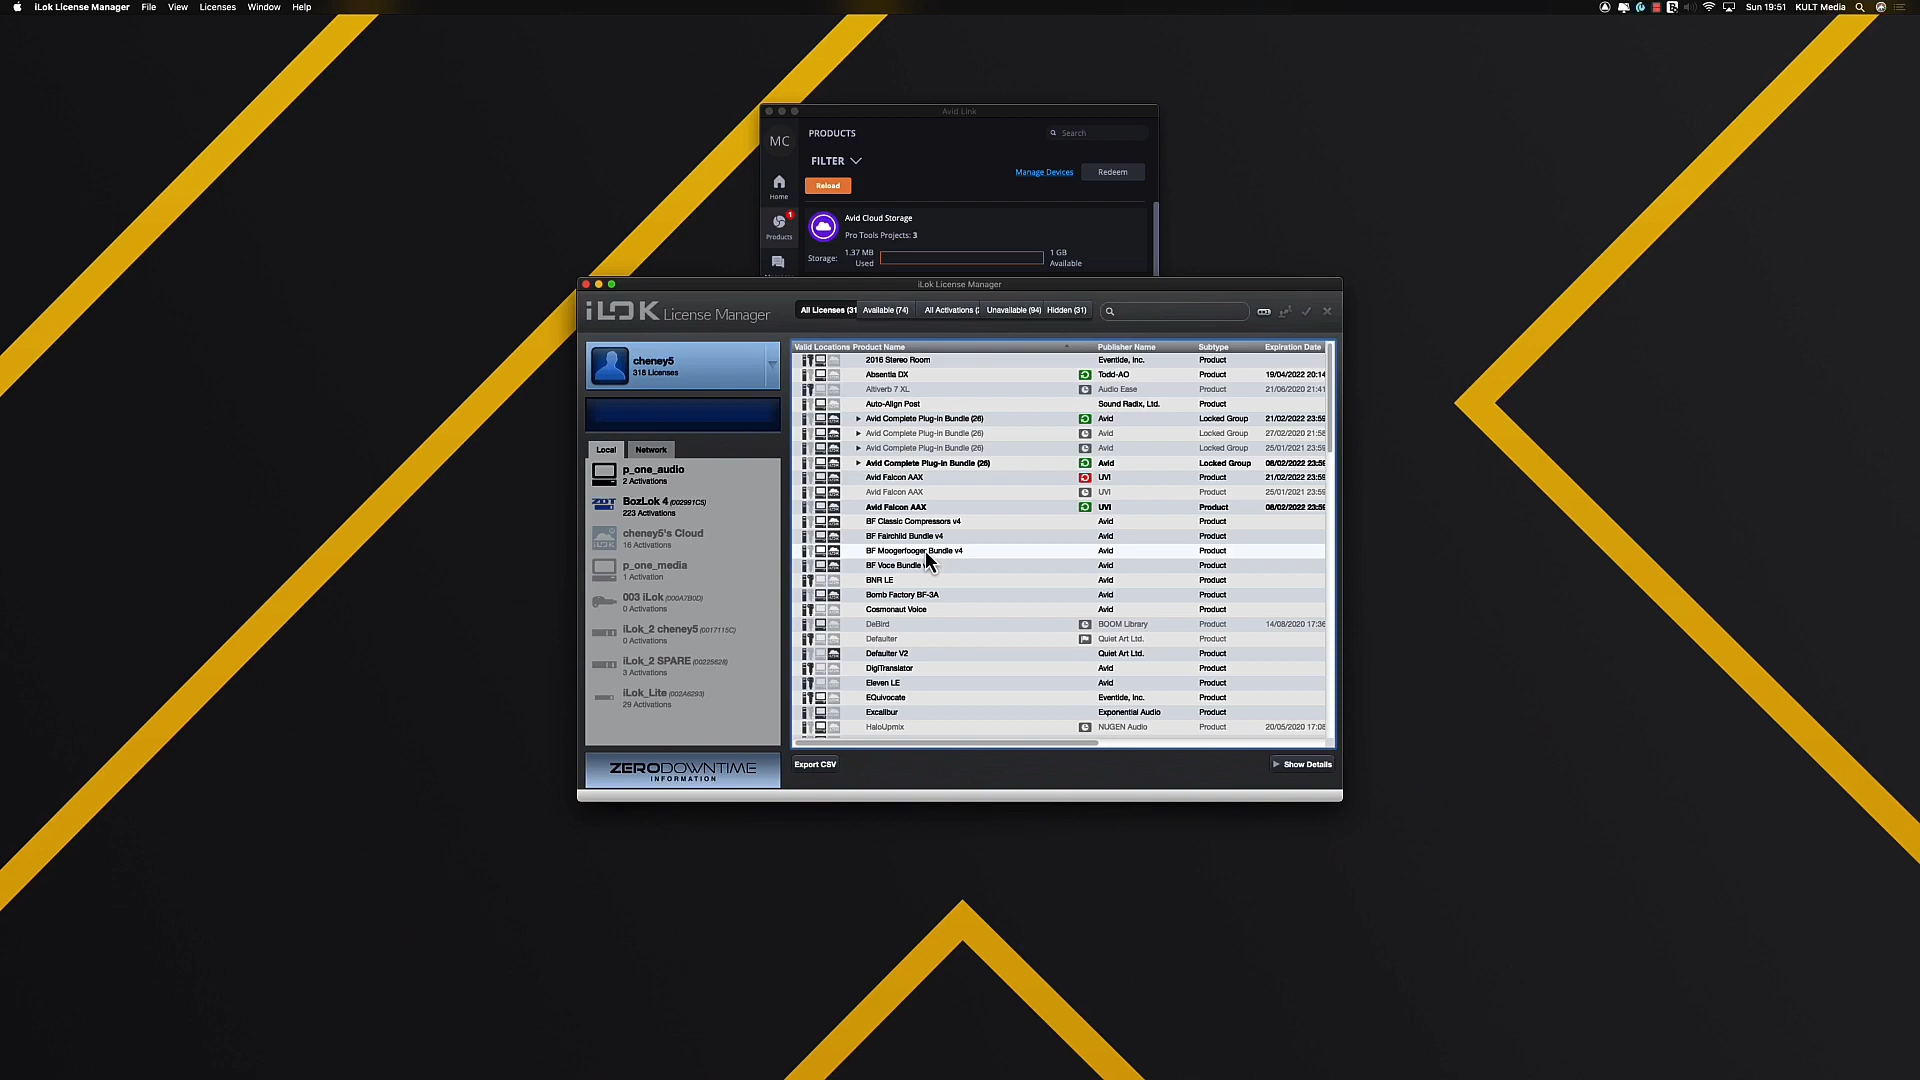 iLok License Manager File View Licenses Window Help
Sun 19:51 KULT Media
Avid Link
MC
PRODUCTS
Search
FILTER
Manage Devices
Redeem
Reload
Home
1
Products
Avid Cloud Storage
Pro Tools Projects: 3
Storage: 1.37 MB Used
1 GB Available
iLok License Manager
iLOK License Manager
All Licenses (31
Available (74)
All Activations (
Unavailable (94)
Hidden (31)
cheney5
318 Licenses
Local
Network
p_one_audio
2 Activations
BozLok 4 (002991C5)
223 Activations
cheney5's Cloud
16 Activations
p_one_media
1 Activation
003 iLok (000A7B0D)
0 Activations
iLok_2 cheney5 (0017115C)
0 Activations
iLok_2 SPARE (00225628)
3 Activations
iLok_Lite (002A6293)
29 Activations
ZERODOWNTIME
INFORMATION
Valid Locations Product Name Publisher Name Subtype Expiration Date
2016 Stereo Room Eventide, Inc. Product
Absentia DX Todd-AO Product 19/04/2022 20:14
Altiverb 7 XL Audio Ease Product 21/06/2020 21:41
Auto-Align Post Sound Radix, Ltd. Product
Avid Complete Plug-in Bundle (26) Avid Locked Group 21/02/2022 23:59
Avid Complete Plug-in Bundle (26) Avid Locked Group 27/02/2020 21:58
Avid Complete Plug-in Bundle (26) Avid Locked Group 25/01/2021 23:59
Avid Complete Plug-in Bundle (26) Avid Locked Group 08/02/2022 23:59
Avid Falcon AAX UVI Product 21/02/2022 23:59
Avid Falcon AAX UVI Product 25/01/2021 23:59
Avid Falcon AAX UVI Product 08/02/2022 23:59
BF Classic Compressors v4 Avid Product
BF Fairchild Bundle v4 Avid Product
BF Moogerfooger Bundle v4 Avid Product
BF Voce Bundle Avid Product
BNR LE Avid Product
Bomb Factory BF-3A Avid Product
Cosmonaut Voice Avid Product
DeBird BOOM Library Product 14/08/2020 17:36
Defaulter Quiet Art Ltd. Product
Defaulter V2 Quiet Art Ltd. Product
DigiTranslator Avid Product
Eleven LE Avid Product
EQuivocate Eventide, Inc. Product
Excalibur Exponential Audio Product
HaloUpmix NUGEN Audio Product 20/05/2020 17:08
Export CSV
Show Details